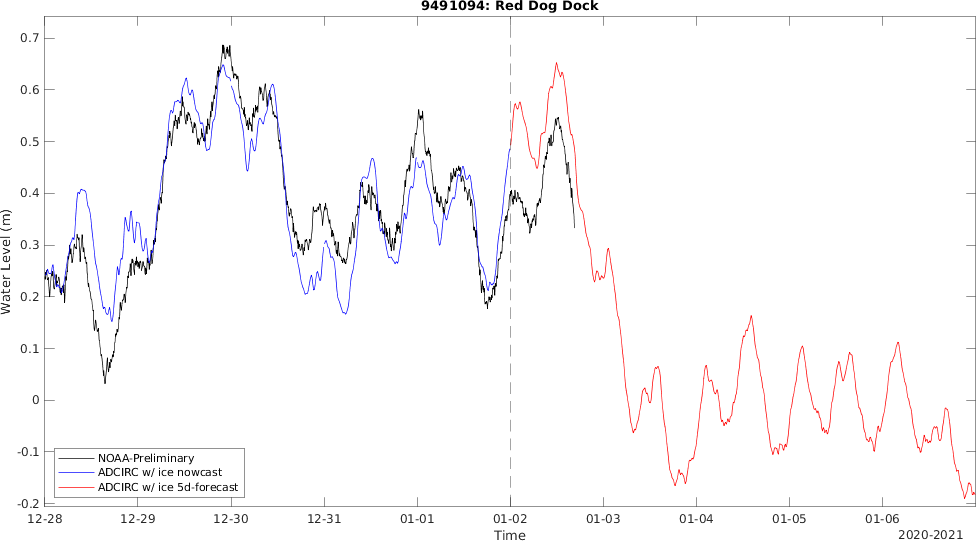 9491094: Red Dog Dock
Water Level (m)
0.7
0.6
0.5
0.4
0.3
0.2
0.1
0
-0.1
-0.2
NOAA-Preliminary
ADCIRC w/ ice nowcast
ADCIRC w/ ice 5d-forecast
12-28 12-29 12-30 12-31 01-01 01-02 01-03 01-04 01-05 01-06
Time
2020-2021